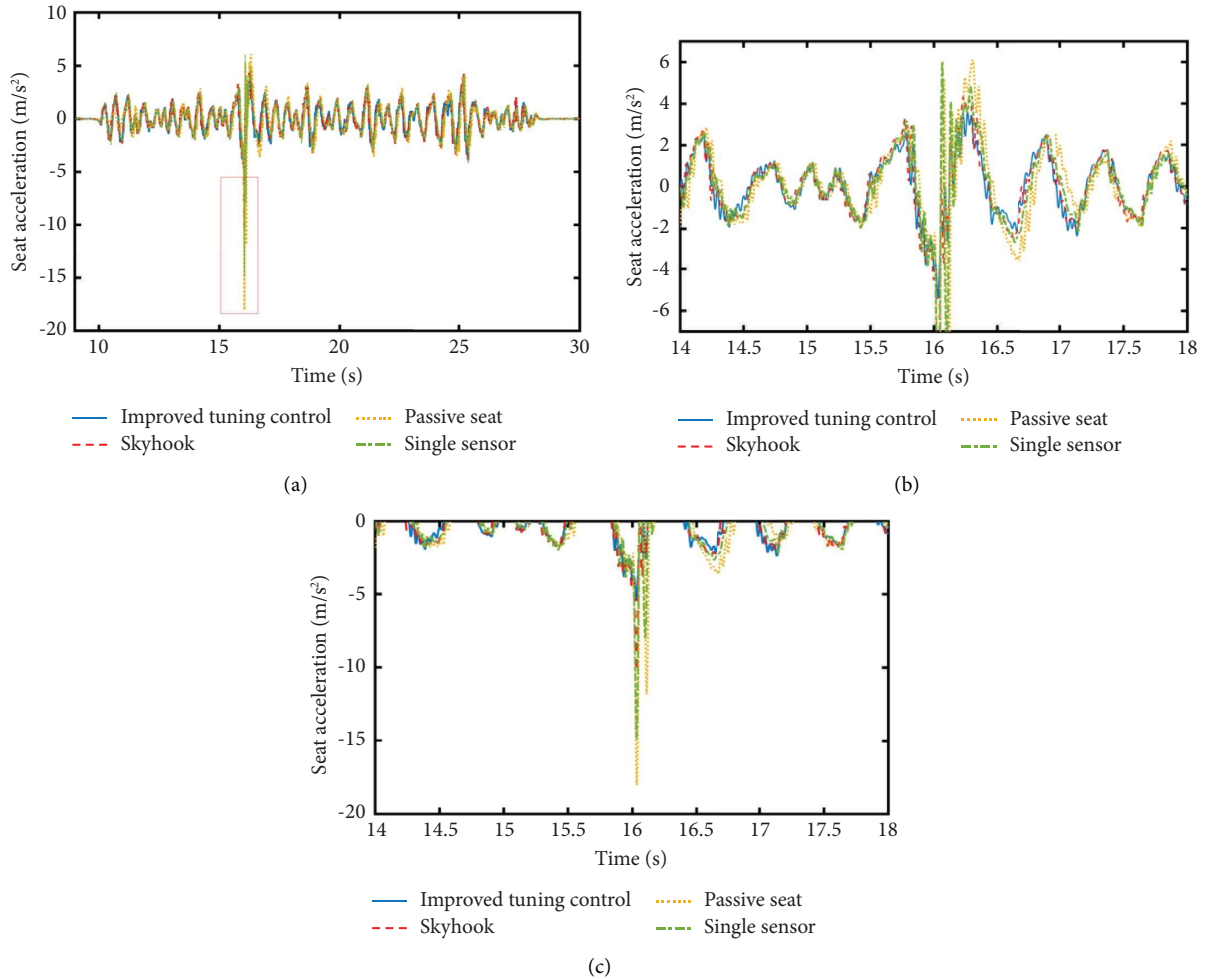 10
5
0
-5
-10
-15
-20
Seat acceleration (m/s²)
10 15 20 25 30
Time (s)
Improved tuning control Passive seat
Skyhook Single sensor
(a)
6
4
2
0
-2
-4
-6
Seat acceleration (m/s²)
14 14.5 15 15.5 16 16.5 17 17.5 18
Time (s)
Improved tuning control Passive seat
Skyhook Single sensor
(b)
0
-5
-10
-15
-20
Seat acceleration (m/s²)
14 14.5 15 15.5 16 16.5 17 17.5 18
Time (s)
Improved tuning control Passive seat
Skyhook Single sensor
(c)